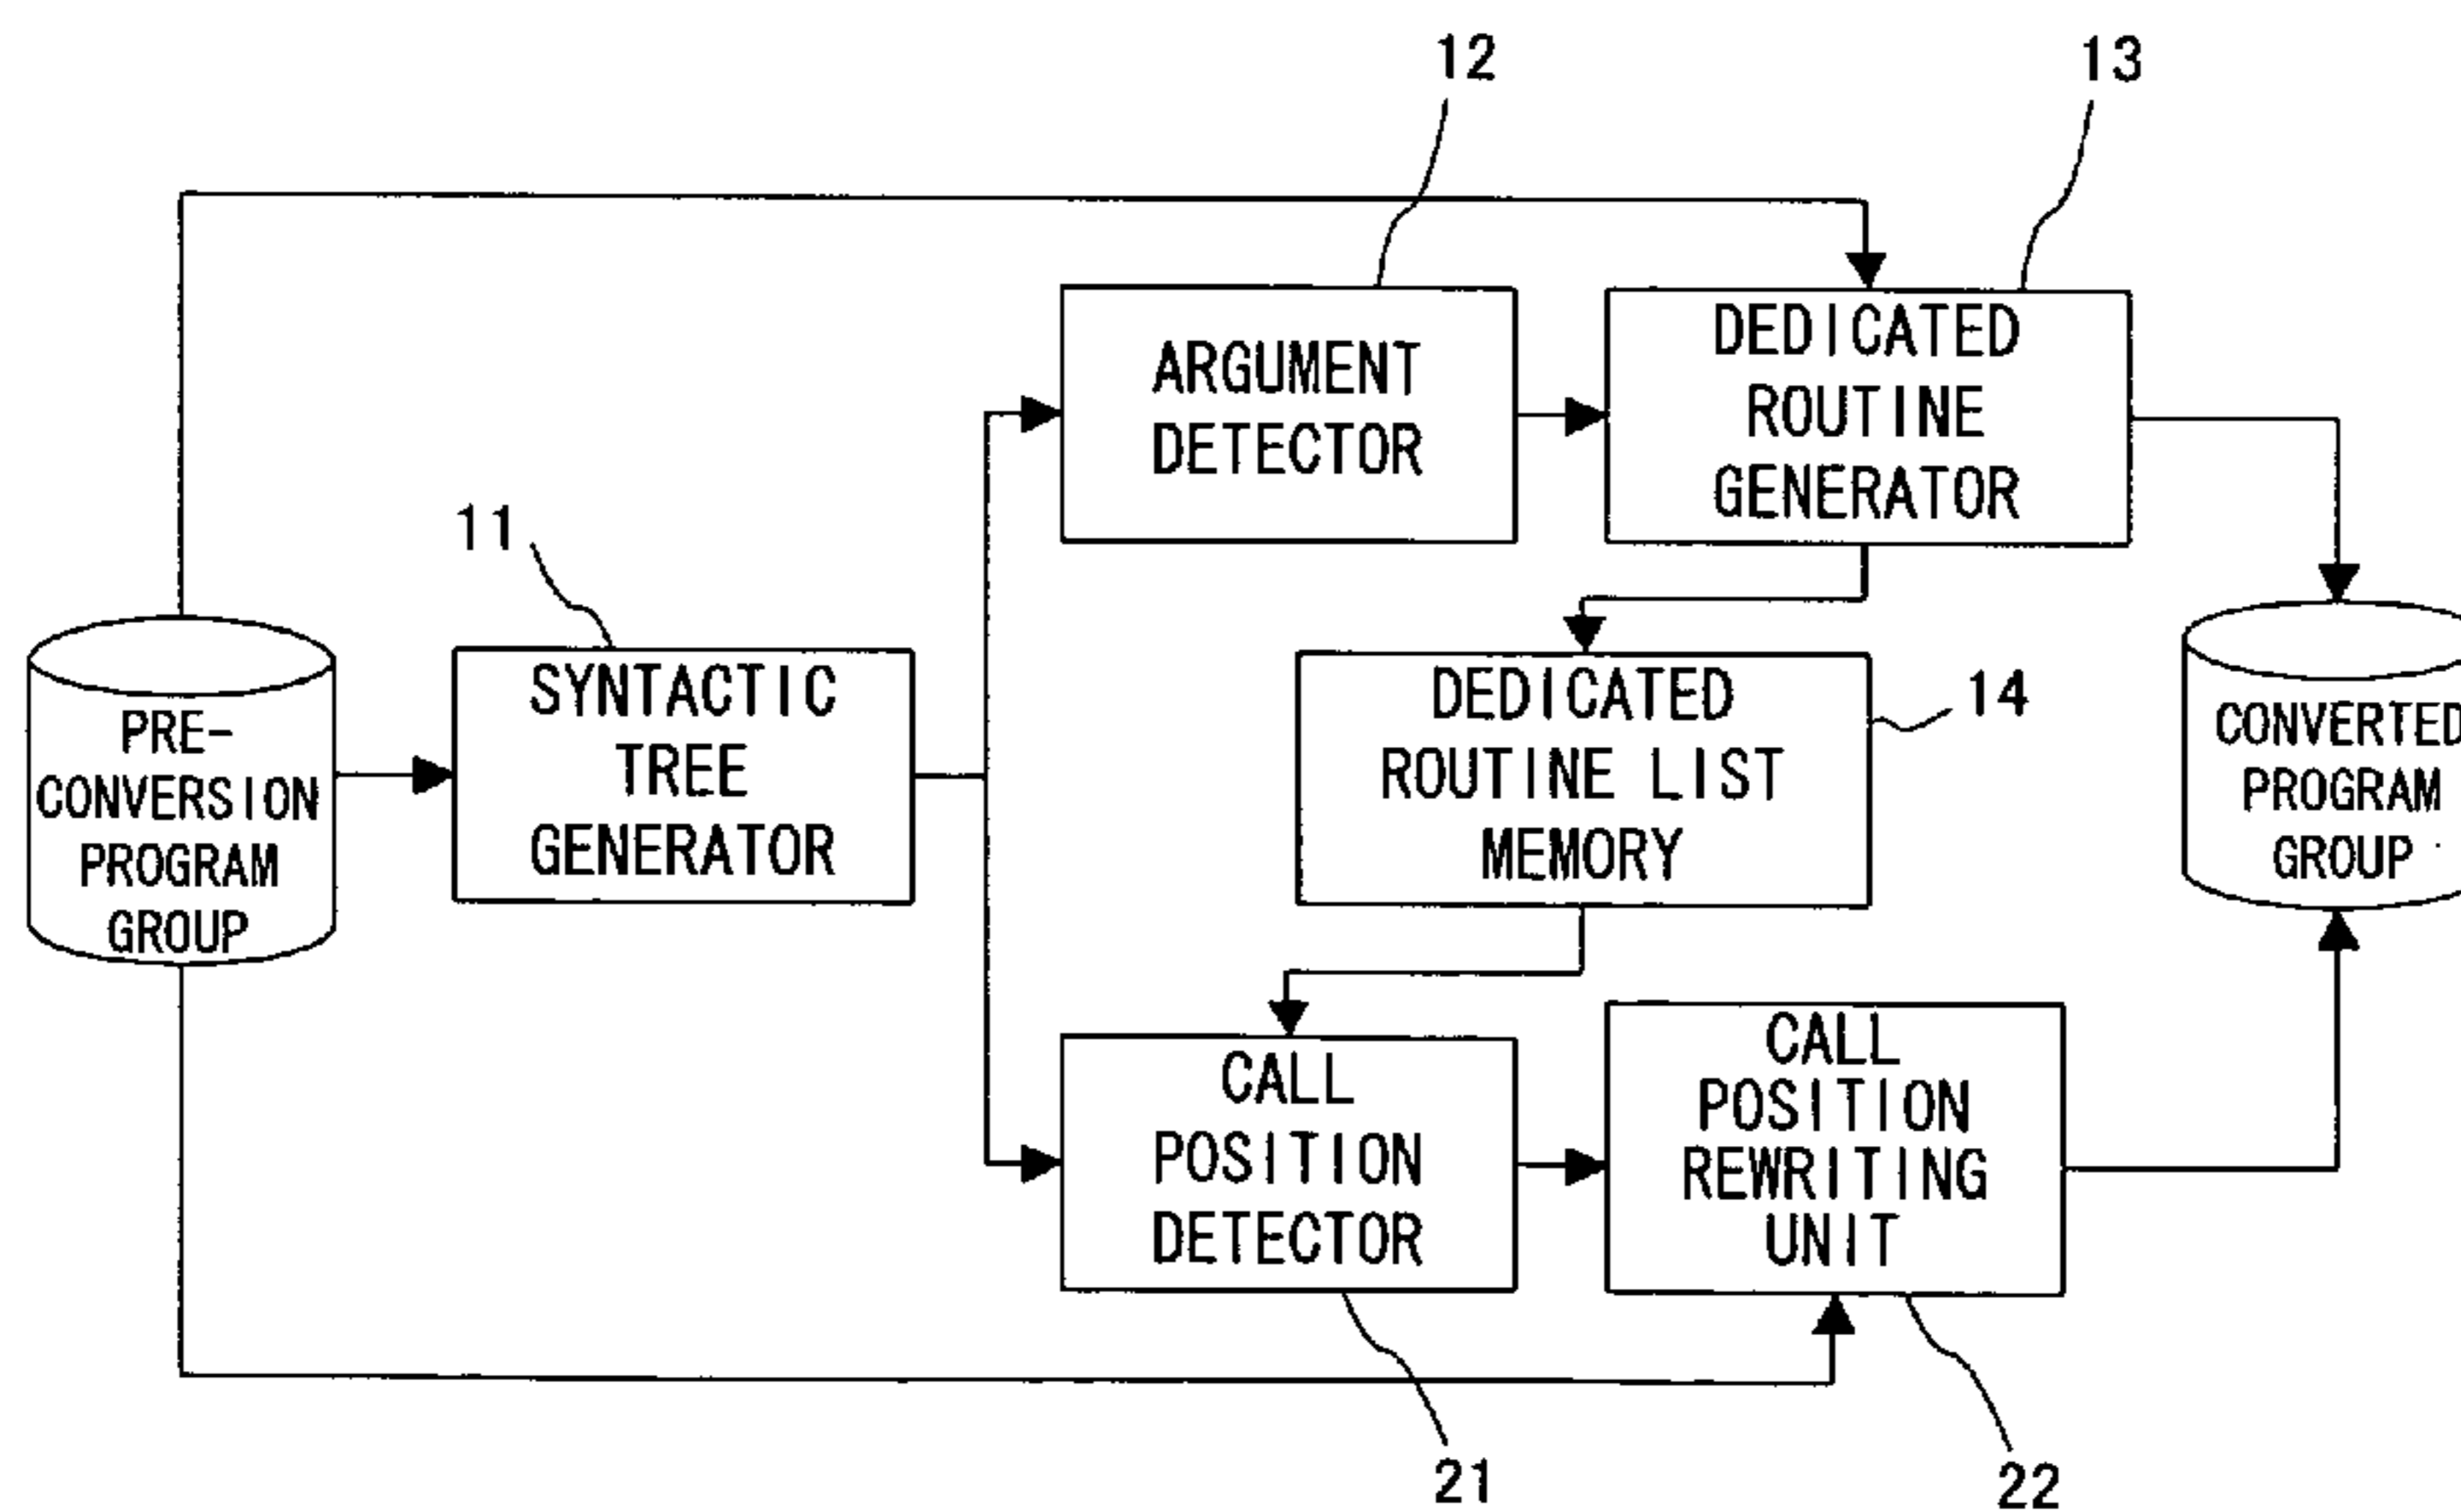 12
13
ARGUMENT
DETECTOR
DEDICATED
ROUTINE
GENERATOR
11
PRE-
CONVERSION
PROGRAM
GROUP
SYNTACTIC
TREE
GENERATOR
DEDICATED
ROUTINE LIST
MEMORY
14
CONVERTED
PROGRAM
GROUP
CALL
POSITION
DETECTOR
CALL
POSITION
REWRITING
UNIT
21
22